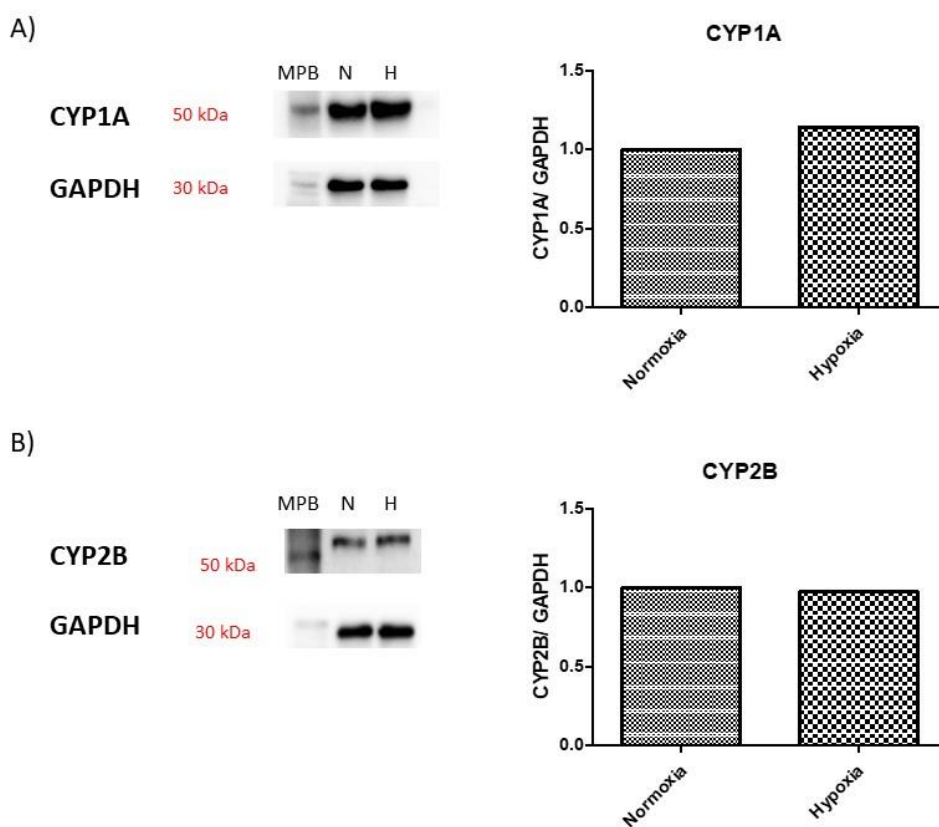 A)
MPB N H
CYP1A 50 kDa
GAPDH 30 kDa
CYP1A
CYP1A/ GAPDH
1.5
1.0
0.5
0.0
Normoxia Hypoxia
B)
MPB N H
CYP2B 50 kDa
GAPDH 30 kDa
CYP2B
CYP2B/ GAPDH
1.5
1.0
0.5
0.0
Normoxia Hypoxia